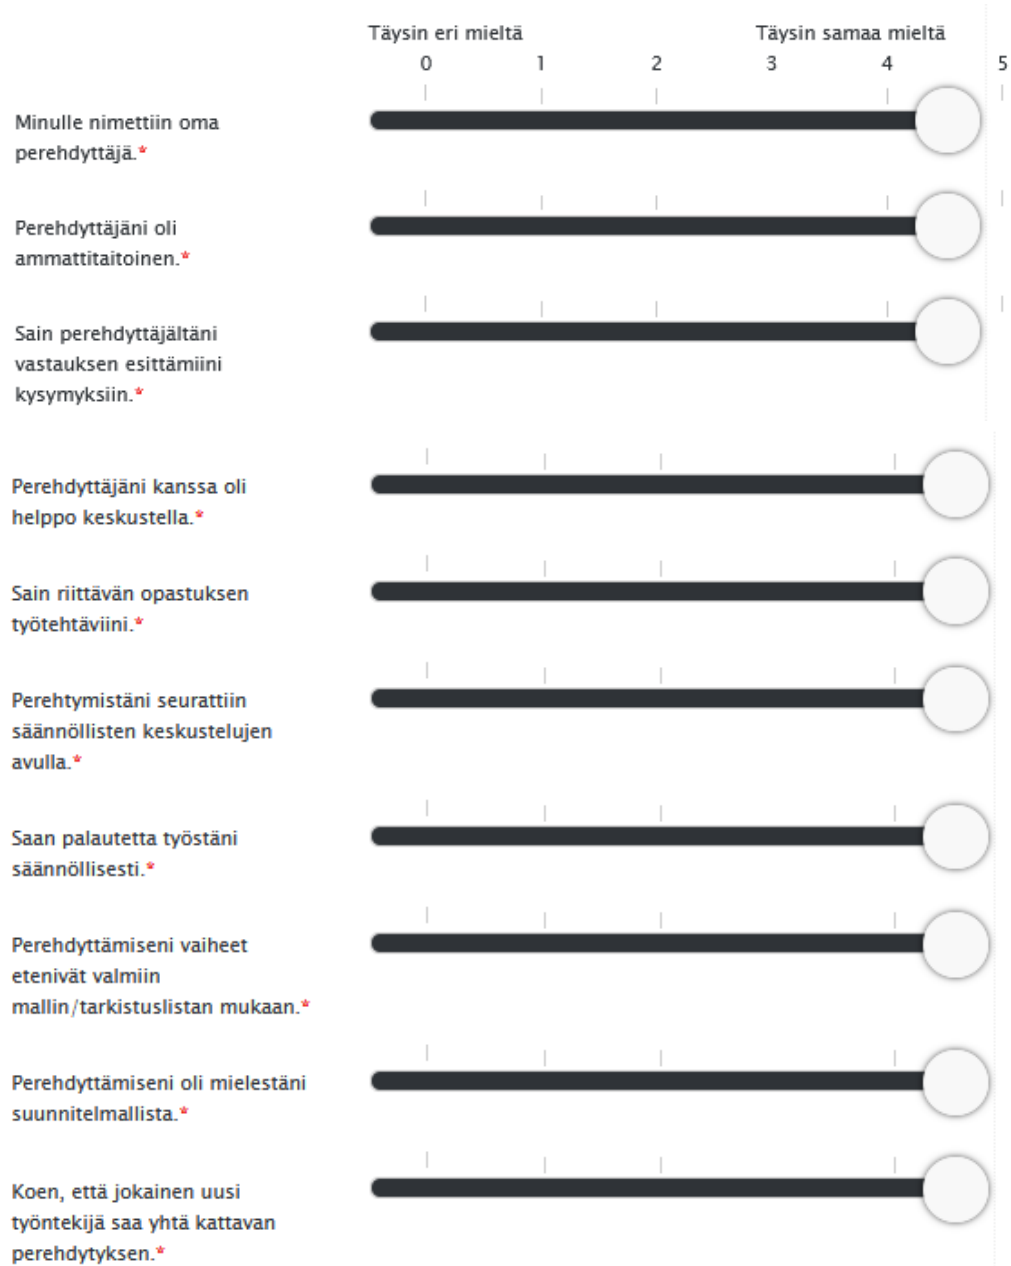 Täysin eri mieltä Täysin samaa mieltä
0 1 2 3 4 5
Minulle nimettiin oma
perehdyttäjä.*
Perehdyttäjäni oli
ammattitaitoinen.*
Sain perehdyttäjältäni
vastauksen esittämiini
kysymyksiin.*
Perehdyttäjäni kanssa oli
helppo keskustella.*
Sain riittävän opastuksen
työtehtäviini.*
Perehtymistäni seurattiin
säännöllisten keskustelujen
avulla.*
Saan palautetta työstäni
säännöllisesti.*
Perehdyttämiseni vaiheet
etenivät valmiin
mallin/tarkistuslistan mukaan.*
Perehdyttämiseni oli mielestäni
suunnitelmallista.*
Koen, että jokainen uusi
työntekijä saa yhtä kattavan
perehdytyksen.*